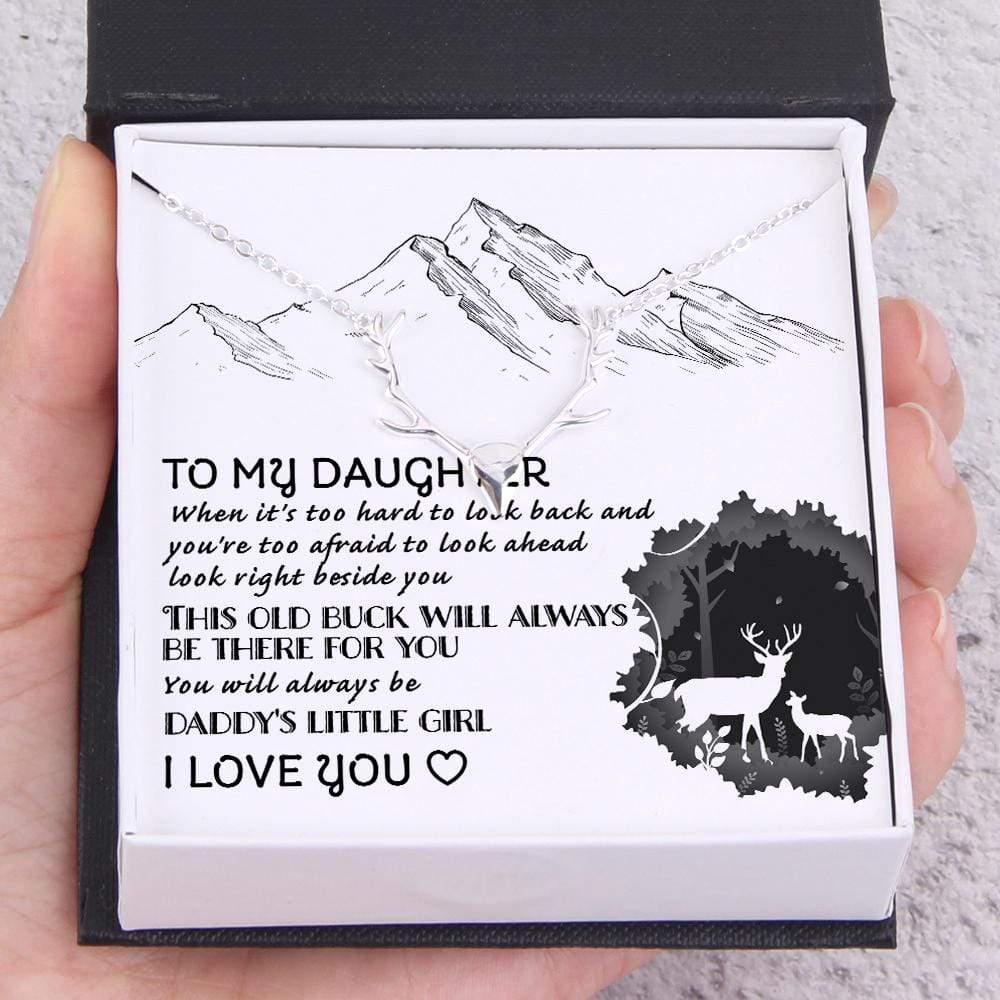 TO MY DAUGHTER
When it's too hard to look back and
you're too afraid to look ahead
look right beside you
THIS OLD BUCK WILL ALWAYS
BE THERE FOR YOU
You will always be
DADDY'S LITTLE GIRL
I LOVE YOU ♡